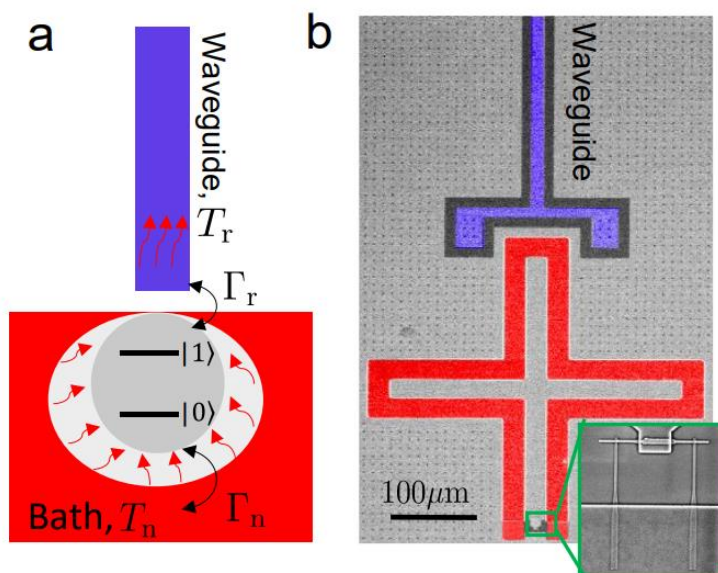 a
Waveguide, T_r
Γ_r
|1⟩
|0⟩
Bath, T_n
Γ_n
b
Waveguide
100μm